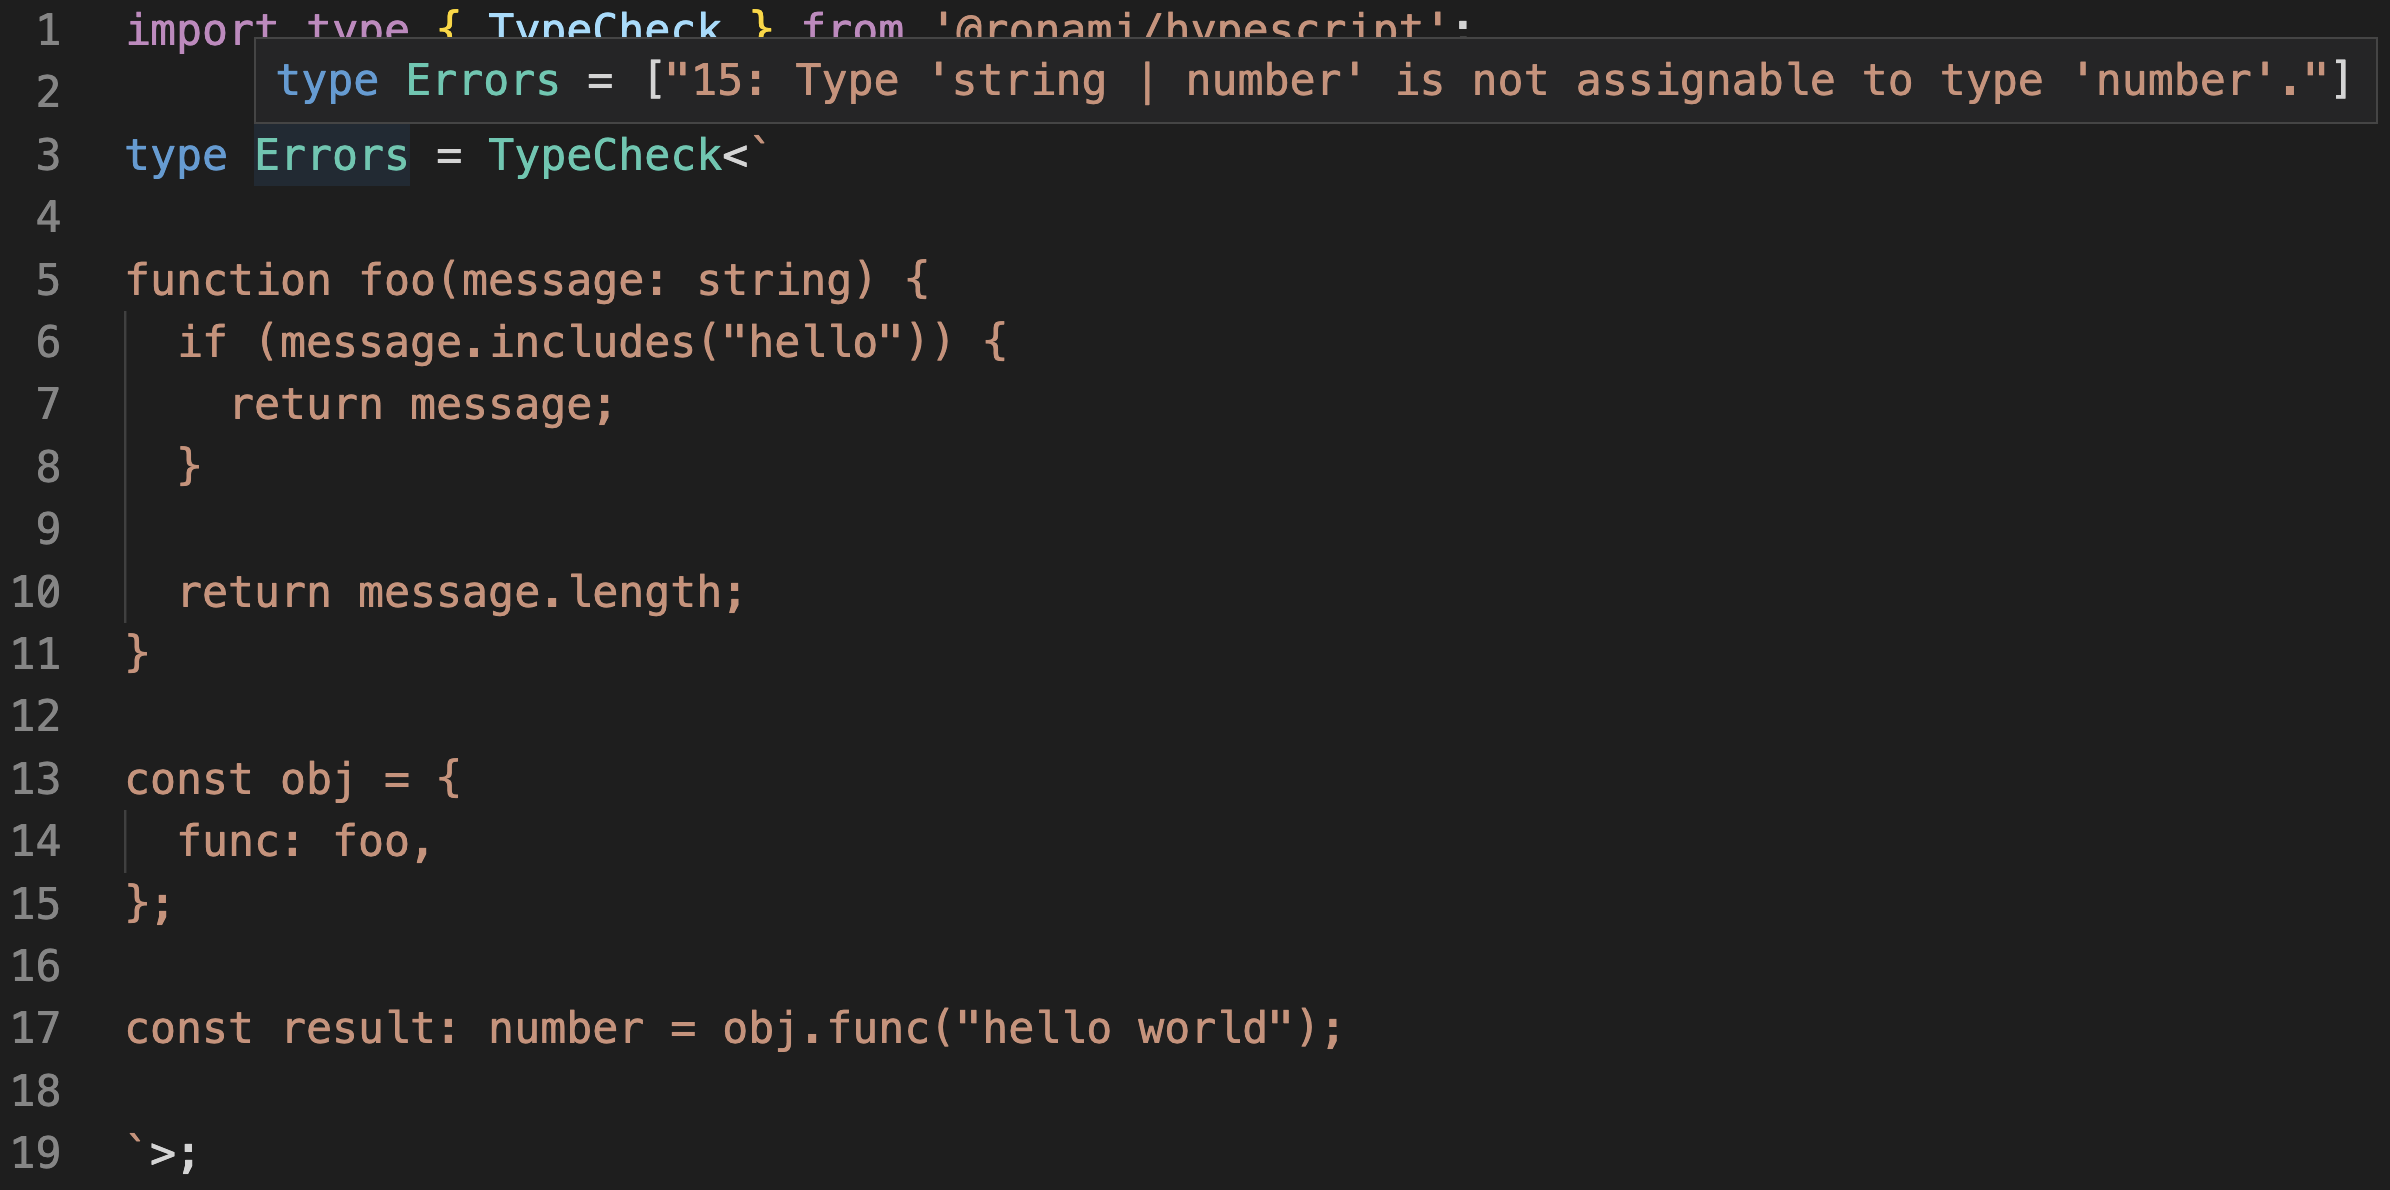 1 import type { TypeCheck } from '@ronami/hypescript';
type Errors = ["15: Type 'string | number' is not assignable to type 'number'."]
2
3 type Errors = TypeCheck<`
4
5 function foo(message: string) {
6 if (message.includes("hello")) {
7 return message;
8 }
9
10 return message.length;
11 }
12
13 const obj = {
14 func: foo,
15 };
16
17 const result: number = obj.func("hello world");
18
19 `>;